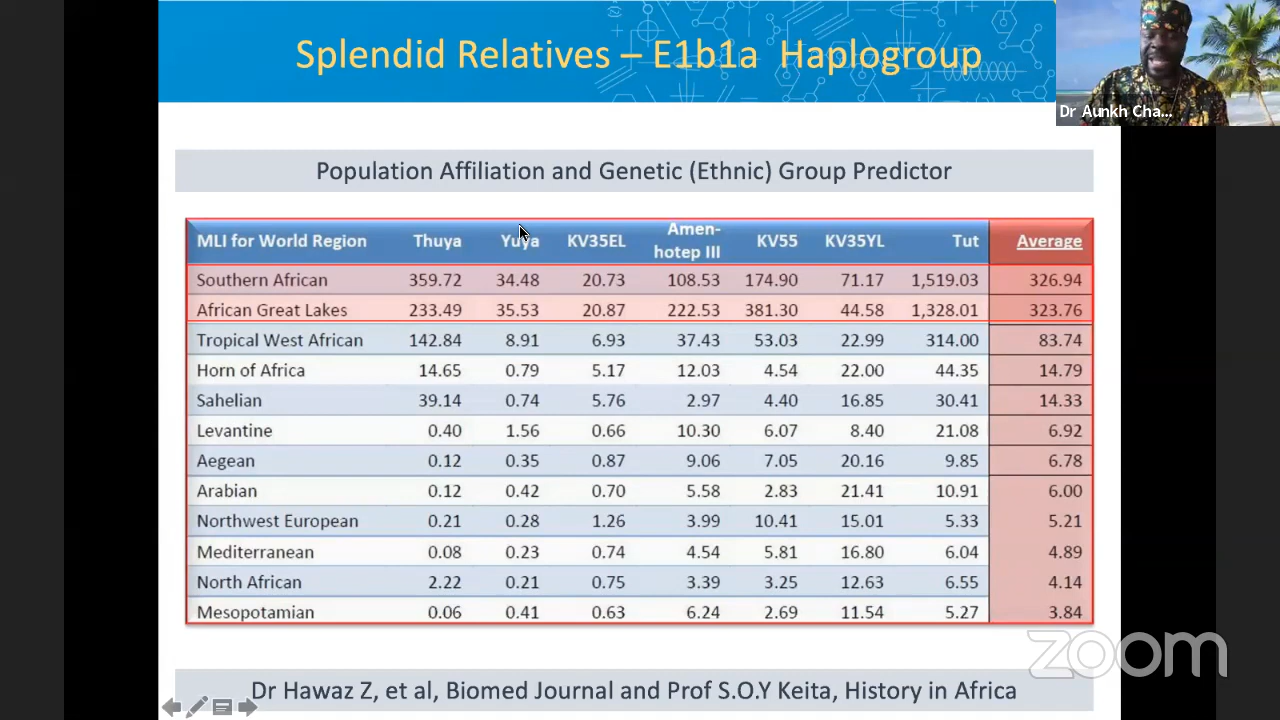 Splendid Relatives – E1b1a Haplogroup
Dr Aunkh Cha...
Population Affiliation and Genetic (Ethnic) Group Predictor
MLI for World Region Thuya Yuya KV35EL Amen-hotep III KV55 KV35YL Tut Average
Southern African 359.72 34.48 20.73 108.53 174.90 71.17 1,519.03 326.94
African Great Lakes 233.49 35.53 20.87 222.53 381.30 44.58 1,328.01 323.76
Tropical West African 142.84 8.91 6.93 37.43 53.03 22.99 314.00 83.74
Horn of Africa 14.65 0.79 5.17 12.03 4.54 22.00 44.35 14.79
Sahelian 39.14 0.74 5.76 2.97 4.40 16.85 30.41 14.33
Levantine 0.40 1.56 0.66 10.30 6.07 8.40 21.08 6.92
Aegean 0.12 0.35 0.87 9.06 7.05 20.16 9.85 6.78
Arabian 0.12 0.42 0.70 5.58 2.83 21.41 10.91 6.00
Northwest European 0.21 0.28 1.26 3.99 10.41 15.01 5.33 5.21
Mediterranean 0.08 0.23 0.74 4.54 5.81 16.80 6.04 4.89
North African 2.22 0.21 0.75 3.39 3.25 12.63 6.55 4.14
Mesopotamian 0.06 0.41 0.63 6.24 2.69 11.54 5.27 3.84
zoom
Dr Hawaz Z, et al, Biomed Journal and Prof S.O.Y Keita, History in Africa